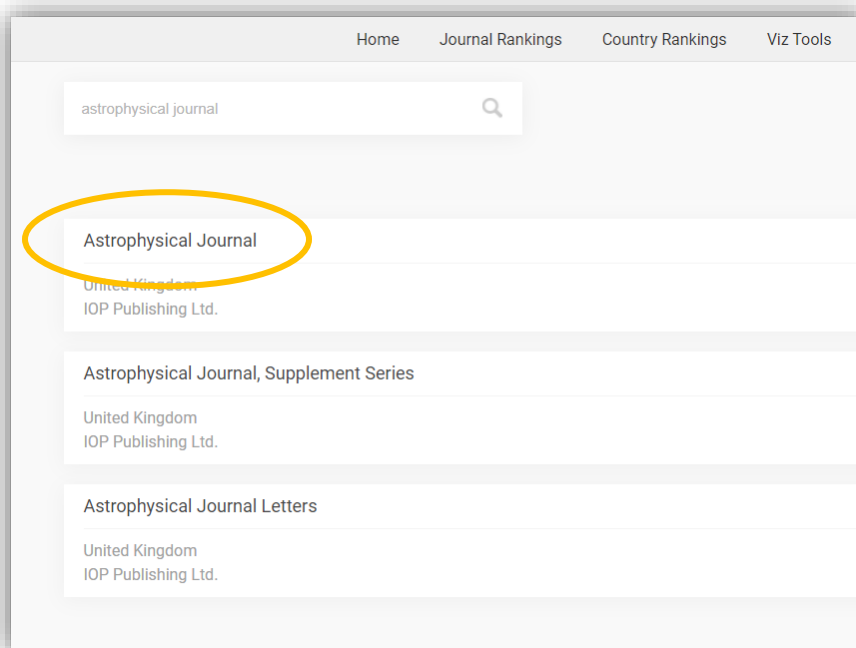 Home Journal Rankings Country Rankings Viz Tools
astrophysical journal
Astrophysical Journal
United Kingdom
IOP Publishing Ltd.
Astrophysical Journal, Supplement Series
United Kingdom
IOP Publishing Ltd.
Astrophysical Journal Letters
United Kingdom
IOP Publishing Ltd.